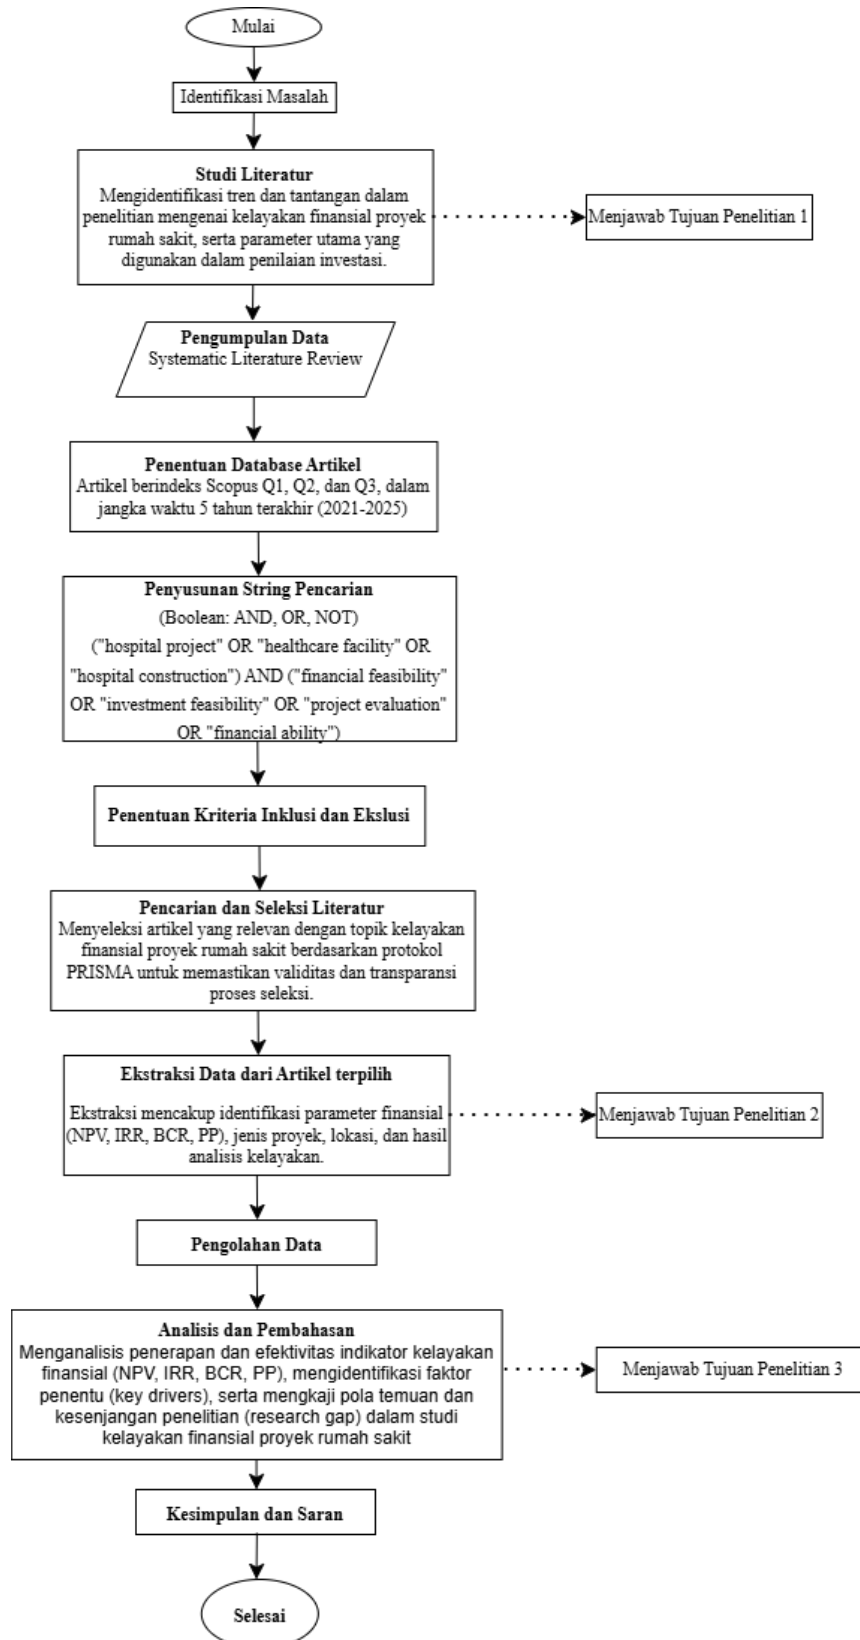 Mulai
Identifikasi Masalah
Studi Literatur
Mengidentifikasi tren dan tantangan dalam
penelitian mengenai kelayakan finansial proyek
rumah sakit, serta parameter utama yang
digunakan dalam penilaian investasi.
Menjawab Tujuan Penelitian 1
Pengumpulan Data
Systematic Literature Review
Penentuan Database Artikel
Artikel berindeks Scopus Q1, Q2, dan Q3, dalam
jangka waktu 5 tahun terakhir (2021-2025)
Penyusunan String Pencarian
(Boolean: AND, OR, NOT)
("hospital project" OR "healthcare facility" OR
"hospital construction") AND ("financial feasibility"
OR "investment feasibility" OR "project evaluation"
OR "financial ability")
Penentuan Kriteria Inklusi dan Ekslusi
Pencarian dan Seleksi Literatur
Menyeleksi artikel yang relevan dengan topik kelayakan
finansial proyek rumah sakit berdasarkan protokol
PRISMA untuk memastikan validitas dan transparansi
proses seleksi.
Ekstraksi Data dari Artikel terpilih
Ekstraksi mencakup identifikasi parameter finansial
(NPV, IRR, BCR, PP), jenis proyek, lokasi, dan hasil
analisis kelayakan.
Menjawab Tujuan Penelitian 2
Pengolahan Data
Analisis dan Pembahasan
Menganalisis penerapan dan efektivitas indikator kelayakan
finansial (NPV, IRR, BCR, PP), mengidentifikasi faktor
penentu (key drivers), serta mengkaji pola temuan dan
kesenjangan penelitian (research gap) dalam studi
kelayakan finansial proyek rumah sakit
Menjawab Tujuan Penelitian 3
Kesimpulan dan Saran
Selesai